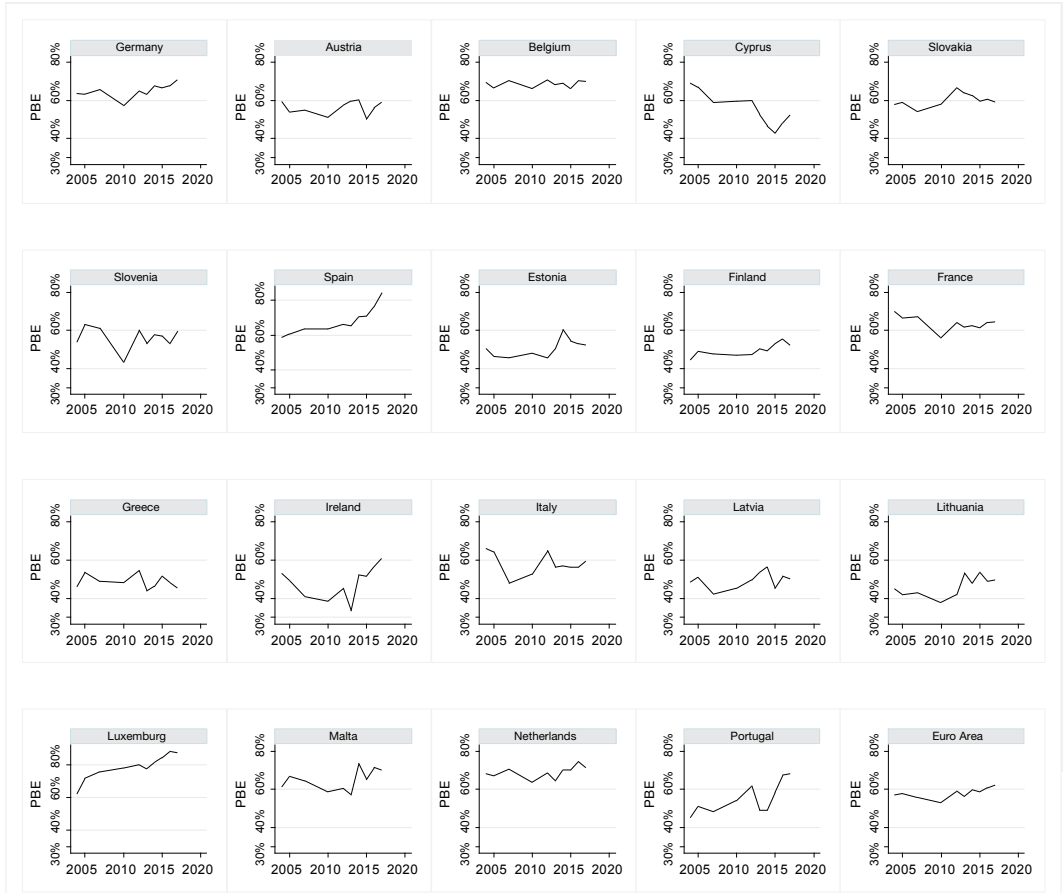 Germany
80%
60%
40%
30%
PBE
2005 2010 2015 2020
Austria
80%
60%
40%
30%
PBE
2005 2010 2015 2020
Belgium
80%
60%
40%
30%
PBE
2005 2010 2015 2020
Cyprus
80%
60%
40%
30%
PBE
2005 2010 2015 2020
Slovakia
80%
60%
40%
30%
PBE
2005 2010 2015 2020
Slovenia
80%
60%
40%
30%
PBE
2005 2010 2015 2020
Spain
80%
60%
40%
30%
PBE
2005 2010 2015 2020
Estonia
80%
60%
40%
30%
PBE
2005 2010 2015 2020
Finland
80%
60%
40%
30%
PBE
2005 2010 2015 2020
France
80%
60%
40%
30%
PBE
2005 2010 2015 2020
Greece
80%
60%
40%
30%
PBE
2005 2010 2015 2020
Ireland
80%
60%
40%
30%
PBE
2005 2010 2015 2020
Italy
80%
60%
40%
30%
PBE
2005 2010 2015 2020
Latvia
80%
60%
40%
30%
PBE
2005 2010 2015 2020
Lithuania
80%
60%
40%
30%
PBE
2005 2010 2015 2020
Luxemburg
80%
60%
40%
30%
PBE
2005 2010 2015 2020
Malta
80%
60%
40%
30%
PBE
2005 2010 2015 2020
Netherlands
80%
60%
40%
30%
PBE
2005 2010 2015 2020
Portugal
80%
60%
40%
30%
PBE
2005 2010 2015 2020
Euro Area
80%
60%
40%
30%
PBE
2005 2010 2015 2020